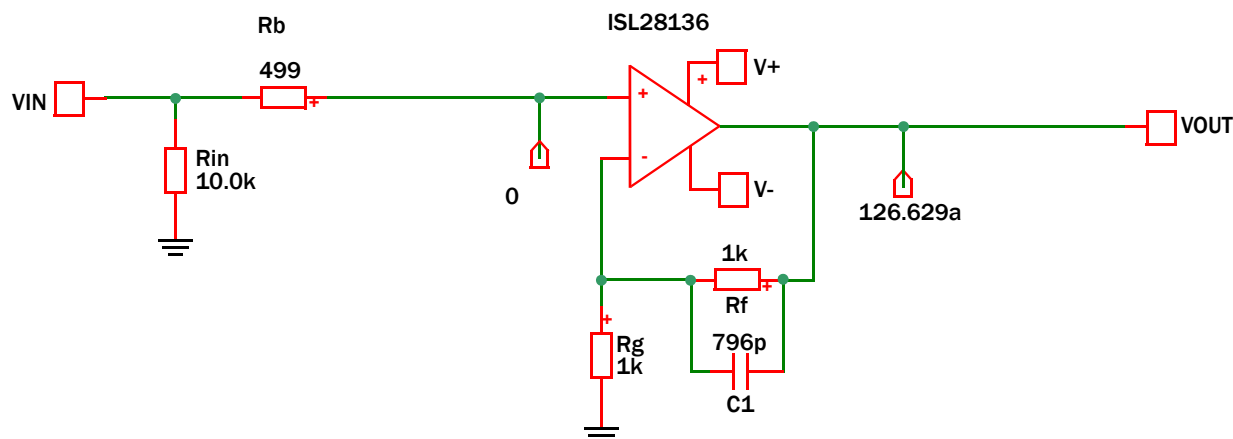 Rb
ISL28136
499
V+
+
VIN
+
+
VOUT
Rin
10.0k
-
V-
0
126.629a
1k
+
Rf
+
Rg
1k
796p
C1